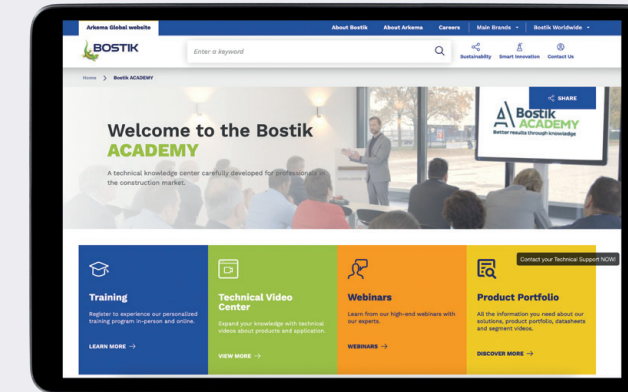 Arkema Global website
About Bostik About Arkema Careers Main Brands Bostik Worldwide
BOSTIK
Enter a keyword
Sustainability Smart Innovation Contact Us
Home > Bostik ACADEMY
SHARE
Welcome to the Bostik
ACADEMY
A technical knowledge center carefully developed for professionals in
the construction market.
Bostik
ACADEMY
Better results through knowledge
Contact your Technical Support NOW!
Training
Register to experience our personalized
training program in-person and online.
LEARN MORE →
Technical Video
Center
Expand your knowledge with technical
videos about products and application.
VIEW MORE →
Webinars
Learn from our high-end webinars with
our experts.
WEBINARS →
Product Portfolio
All the information you need about our
solutions, product portfolio, datasheets
and segment videos.
DISCOVER MORE →